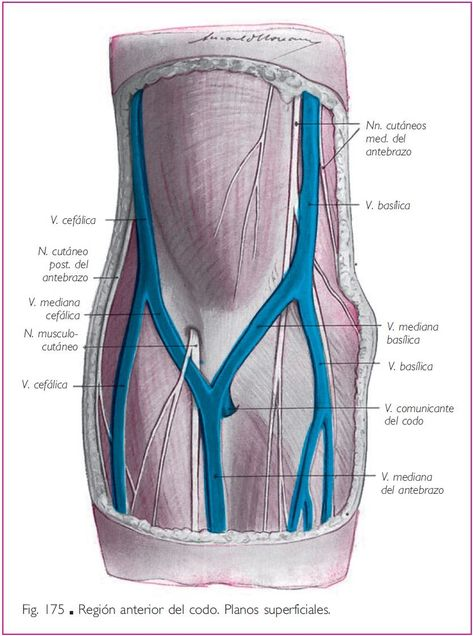 Nn. cutáneos
med. del
antebrazo
V. basílica
V. cefálica
N. cutáneo
post. del
antebrazo
V. mediana
cefálica
N. musculo-
cutáneo
V. cefálica
V. mediana
basílica
V. basílica
V. comunicante
del codo
V. mediana
del antebrazo
Fig. 175 ■ Región anterior del codo. Planos superficiales.